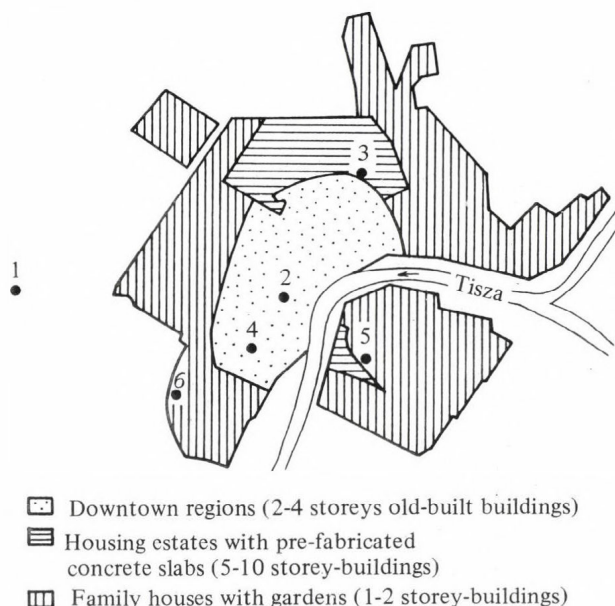 3
1
Tisza
2
4
5
6
Downtown regions (2-4 storeys old-built buildings)
Housing estates with pre-fabricated
concrete slabs (5-10 storey-buildings)
Family houses with gardens (1-2 storey-buildings)